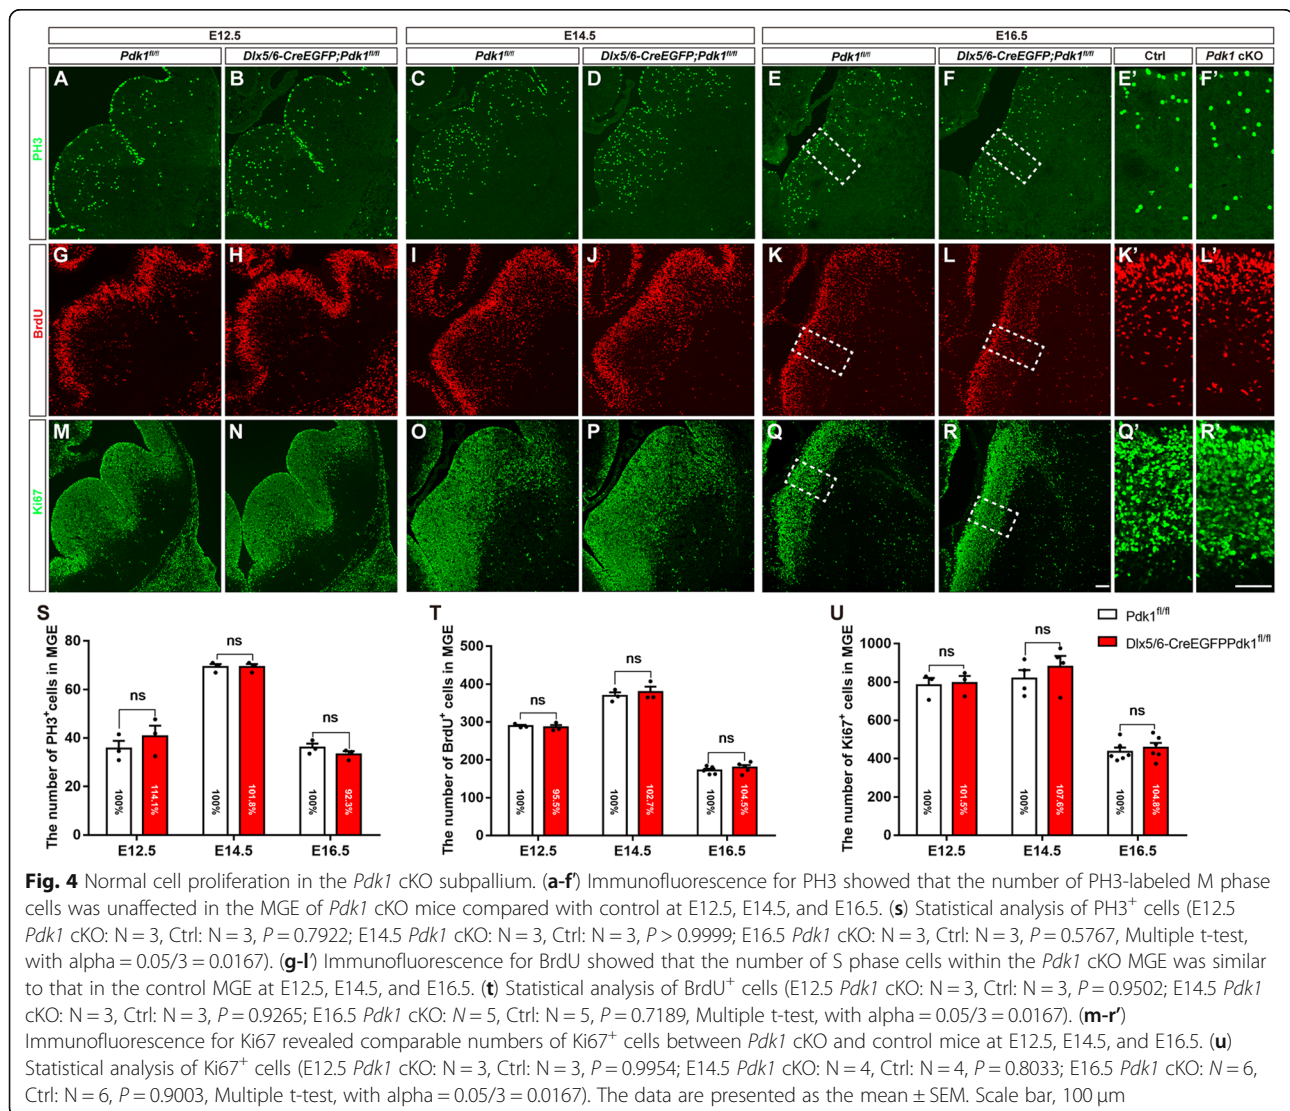 E12.5 E14.5 E16.5
Pdk1fl/fl Dlx5/6-CreEGFP;Pdk1fl/fl Pdk1fl/fl Dlx5/6-CreEGFP;Pdk1fl/fl Pdk1fl/fl Dlx5/6-CreEGFP;Pdk1fl/fl Ctrl Pdk1 cKO
PH3 A B C D E F E' F'
BrdU G H I J K L K' L'
Ki67 M N O P Q R Q' R'
S
The number of PH3+cells in MGE
80
60
40
20
0
ns ns ns
100% 114.1% 100% 101.8% 100% 92.3%
E12.5 E14.5 E16.5
T
The number of BrdU+ cells in MGE
500
400
300
200
100
0
ns ns ns
100% 95.5% 100% 102.7% 100% 104.5%
E12.5 E14.5 E16.5
U
The number of Ki67+ cells in MGE
1000
800
600
400
200
0
ns ns ns
100% 101.5% 100% 107.6% 100% 104.8%
E12.5 E14.5 E16.5
Pdk1fl/fl
Dlx5/6-CreEGFPPdk1fl/fl
Fig. 4 Normal cell proliferation in the Pdk1 cKO subpallium. (a-f′) Immunofluorescence for PH3 showed that the number of PH3-labeled M phase
cells was unaffected in the MGE of Pdk1 cKO mice compared with control at E12.5, E14.5, and E16.5. (s) Statistical analysis of PH3+ cells (E12.5
Pdk1 cKO: N = 3, Ctrl: N = 3, P = 0.7922; E14.5 Pdk1 cKO: N = 3, Ctrl: N = 3, P > 0.9999; E16.5 Pdk1 cKO: N = 3, Ctrl: N = 3, P = 0.5767, Multiple t-test,
with alpha = 0.05/3 = 0.0167). (g-l′) Immunofluorescence for BrdU showed that the number of S phase cells within the Pdk1 cKO MGE was similar
to that in the control MGE at E12.5, E14.5, and E16.5. (t) Statistical analysis of BrdU+ cells (E12.5 Pdk1 cKO: N = 3, Ctrl: N = 3, P = 0.9502; E14.5 Pdk1
cKO: N = 3, Ctrl: N = 3, P = 0.9265; E16.5 Pdk1 cKO: N = 5, Ctrl: N = 5, P = 0.7189, Multiple t-test, with alpha = 0.05/3 = 0.0167). (m-r′)
Immunofluorescence for Ki67 revealed comparable numbers of Ki67+ cells between Pdk1 cKO and control mice at E12.5, E14.5, and E16.5. (u)
Statistical analysis of Ki67+ cells (E12.5 Pdk1 cKO: N = 3, Ctrl: N = 3, P = 0.9954; E14.5 Pdk1 cKO: N = 4, Ctrl: N = 4, P = 0.8033; E16.5 Pdk1 cKO: N = 6,
Ctrl: N = 6, P = 0.9003, Multiple t-test, with alpha = 0.05/3 = 0.0167). The data are presented as the mean ± SEM. Scale bar, 100 μm